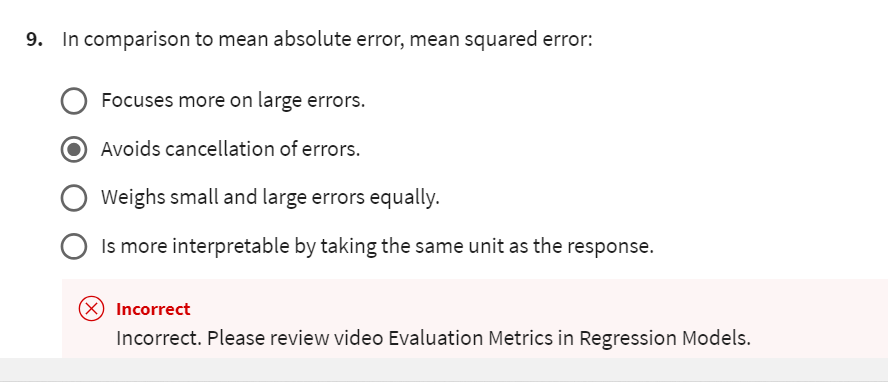 9. In comparison to mean absolute error, mean squared error:
Focuses more on large errors.
Avoids cancellation of errors.
Weighs small and large errors equally.
Is more interpretable by taking the same unit as the response.
Incorrect
Incorrect. Please review video Evaluation Metrics in Regression Models.